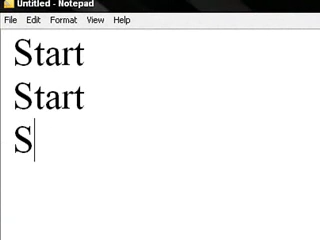 Untitled - Notepad
File Edit Format View Help
Start
Start
S